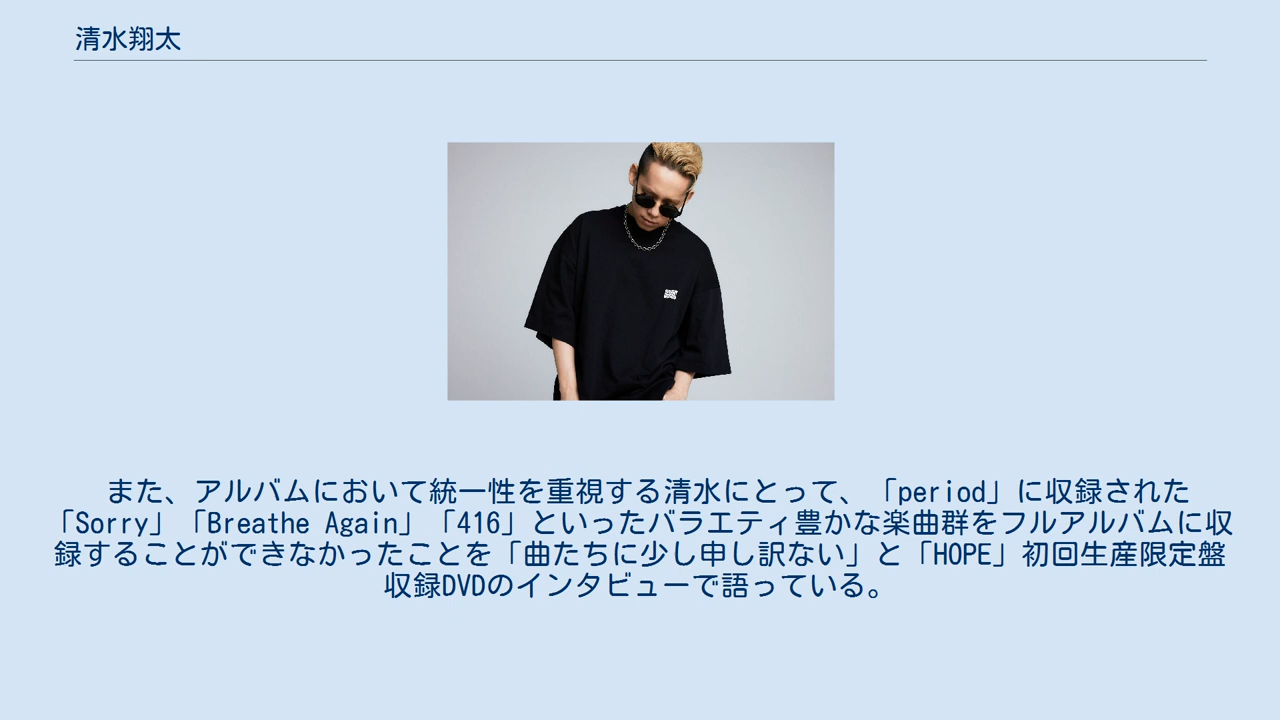 清水翔太
また、アルバムにおいて統一性を重視する清水にとって、「period」に収録された
「Sorry」「Breathe Again」「416」といったバラエティ豊かな楽曲群をフルアルバムに収
録することができなかったことを「曲たちに少し申し訳ない」と「HOPE」初回生産限定盤
収録DVDのインタビューで語っている。